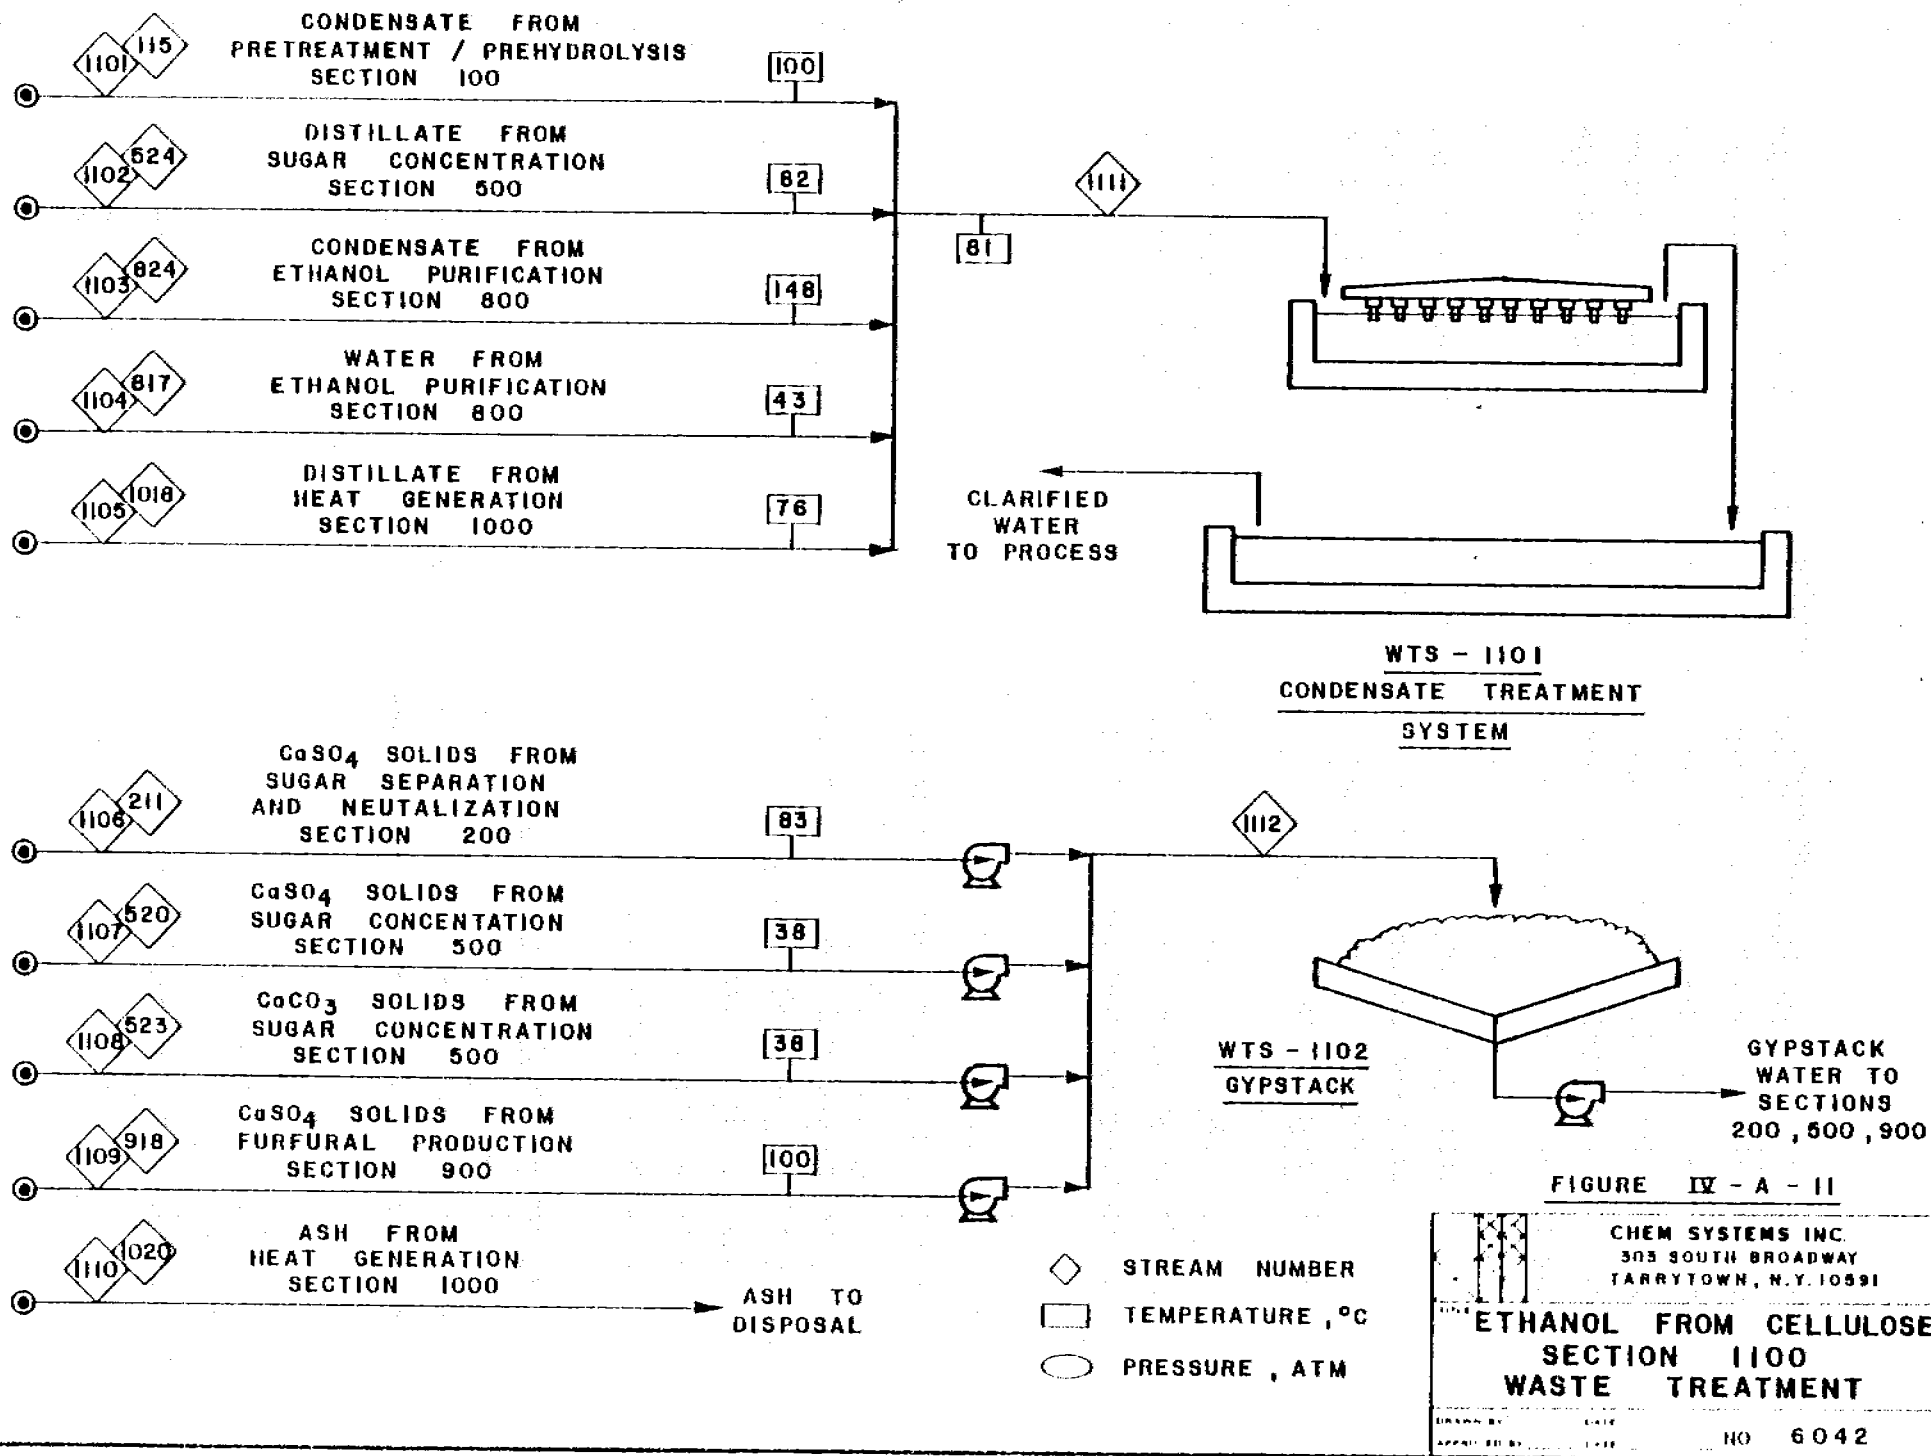 1101 115
CONDENSATE FROM
PRETREATMENT / PREHYDROLYSIS
SECTION 100
100
1102 524
DISTILLATE FROM
SUGAR CONCENTRATION
SECTION 500
82
1103 824
CONDENSATE FROM
ETHANOL PURIFICATION
SECTION 800
148
1104 817
WATER FROM
ETHANOL PURIFICATION
SECTION 800
43
1105 1018
DISTILLATE FROM
HEAT GENERATION
SECTION 1000
76
1111
81
CLARIFIED
WATER
TO PROCESS
WTS - 1101
CONDENSATE TREATMENT
SYSTEM
1106 211
CaSO4 SOLIDS FROM
SUGAR SEPARATION
AND NEUTALIZATION
SECTION 200
83
1107 520
CaSO4 SOLIDS FROM
SUGAR CONCENTATION
SECTION 500
38
1108 523
CaCO3 SOLIDS FROM
SUGAR CONCENTRATION
SECTION 500
38
1109 918
CaSO4 SOLIDS FROM
FURFURAL PRODUCTION
SECTION 900
100
1110 1020
ASH FROM
HEAT GENERATION
SECTION 1000
ASH TO
DISPOSAL
1112
WTS - 1102
GYPSTACK
GYPSTACK
WATER TO
SECTIONS
200 , 500 , 900
STREAM NUMBER
TEMPERATURE , °C
PRESSURE , ATM
FIGURE IV - A - 11
CHEM SYSTEMS INC.
303 SOUTH BROADWAY
TARRYTOWN, N.Y. 10591
TITLE
ETHANOL FROM CELLULOSE
SECTION 1100
WASTE TREATMENT
DRAWN BY DATE
DATE
NO 6042